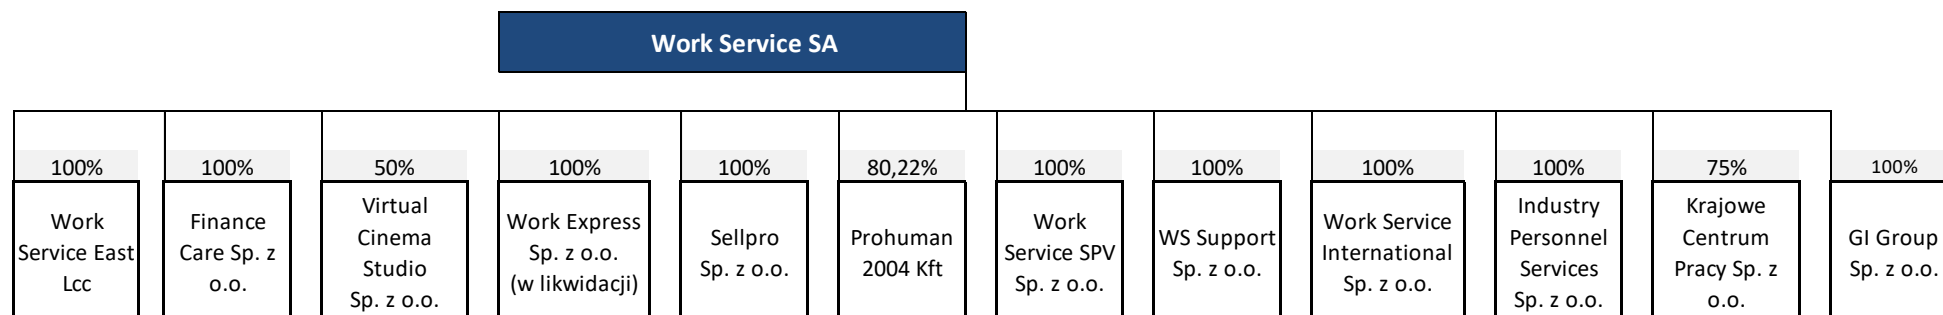 Work Service SA
100%
100%
50%
100%
100%
80,22%
100%
100%
100%
100%
75%
100%
Work
Service East
Lcc
Finance
Care Sp. z
o.o.
Virtual
Cinema
Studio
Sp. z o.o.
Work Express
Sp. z o.o.
(w likwidacji)
Sellpro
Sp. z o.o.
Prohuman
2004 Kft
Work
Service SPV
Sp. z o.o.
WS Support
Sp. z o.o.
Work Service
International
Sp. z o.o.
Industry
Personnel
Services
Sp. z o.o.
Krajowe
Centrum
Pracy Sp. z
o.o.
GI Group
Sp. z o.o.